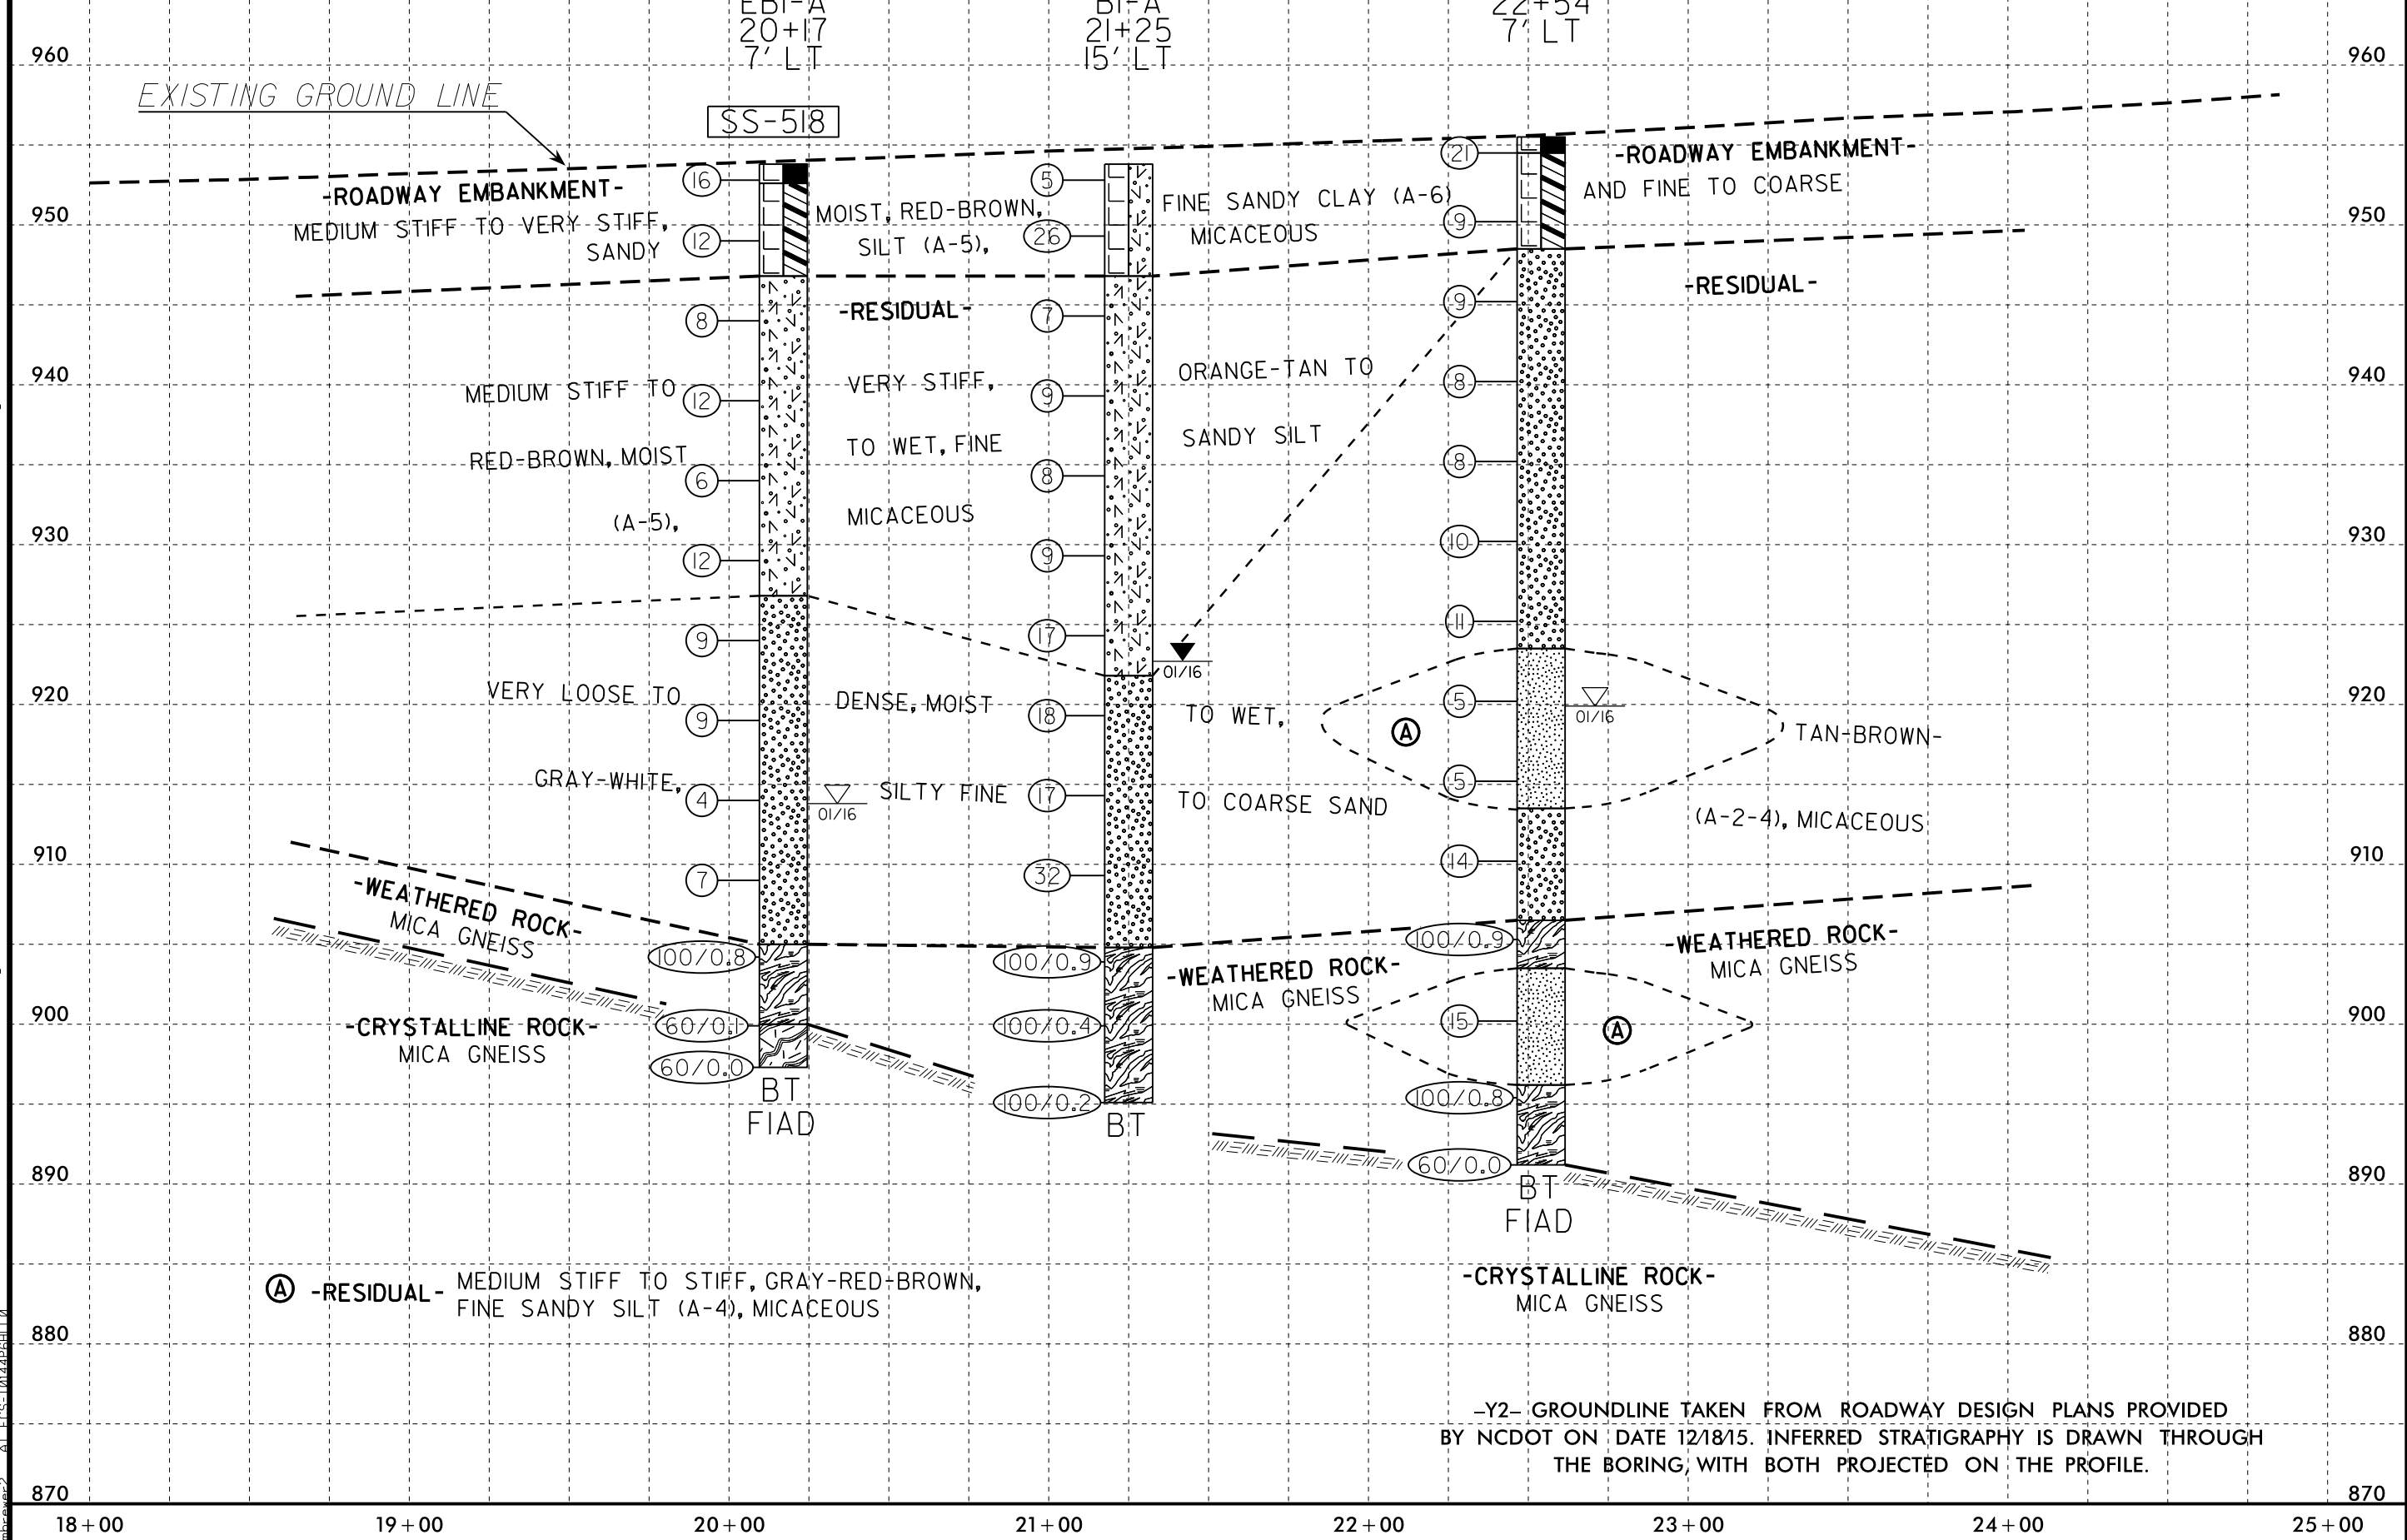 20+17
7' LT
21+25
15' LT
22+54
7' LT
960
960
EXISTING GROUND LINE
SS-518
21
-ROADWAY EMBANKMENT-
16
5
-ROADWAY EMBANKMENT-
AND FINE TO COARSE
MOIST, RED-BROWN,
FINE SANDY CLAY (A-6)
950
MEDIUM STIFF TO VERY STIFF,
9
950
SANDY
12
SILT (A-5),
26
MICACEOUS
-RESIDUAL-
-RESIDUAL-
8
7
9
940
MEDIUM STIFF TO
12
VERY STIFF,
9
ORANGE-TAN TO
8
940
RED-BROWN, MOIST
6
TO WET, FINE
8
SANDY SILT
8
930
(A-5),
12
MICACEOUS
9
10
930
9
17
11
01/16
920
VERY LOOSE TO
9
DENSE, MOIST
18
TO WET,
A
5
01/16
TAN-BROWN-
920
GRAY-WHITE,
4
01/16
SILTY FINE
17
TO COARSE SAND
5
(A-2-4), MICACEOUS
910
7
32
14
910
-WEATHERED ROCK-
MICA GNEISS
100/0.8
100/0.9
-WEATHERED ROCK-
MICA GNEISS
100/0.9
-WEATHERED ROCK-
MICA GNEISS
900
-CRYSTALLINE ROCK-
MICA GNEISS
60/0.1
100/0.4
15
A
900
60/0.0
BT
FIAD
100/0.2
BT
100/0.8
890
60/0.0
BT
FIAD
890
A -RESIDUAL- MEDIUM STIFF TO STIFF, GRAY-RED-BROWN,
FINE SANDY SILT (A-4), MICACEOUS
-CRYSTALLINE ROCK-
MICA GNEISS
880
880
-Y2- GROUNDLINE TAKEN FROM ROADWAY DESIGN PLANS PROVIDED
BY NCDOT ON DATE 12/18/15. INFERRED STRATIGRAPHY IS DRAWN THROUGH
THE BORING, WITH BOTH PROJECTED ON THE PROFILE.
870
870
18+00 19+00 20+00 21+00 22+00 23+00 24+00 25+00